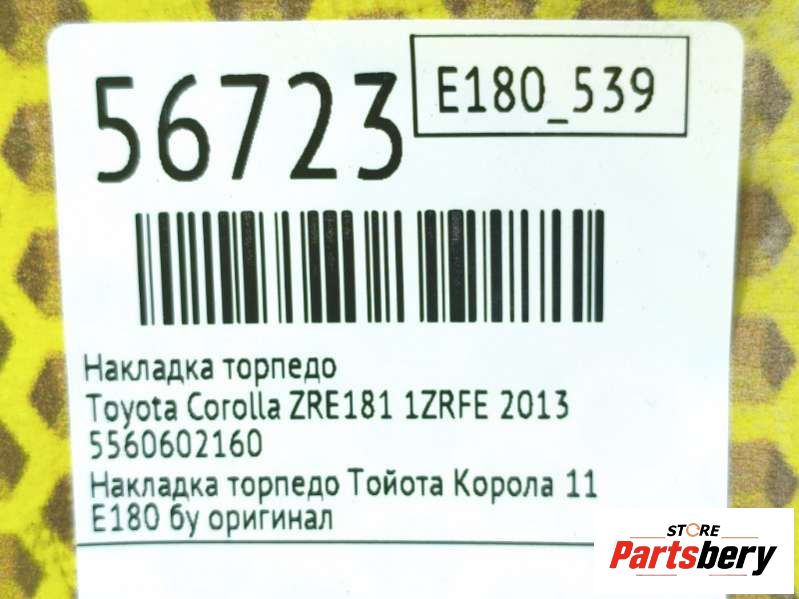 56723
E180_539
Накладка торпедо
Toyota Corolla ZRE181 1ZRFE 2013
5560602160
Накладка торпедо Тойота Корола 11
E180 бу оригинал
STORE
Partsbery